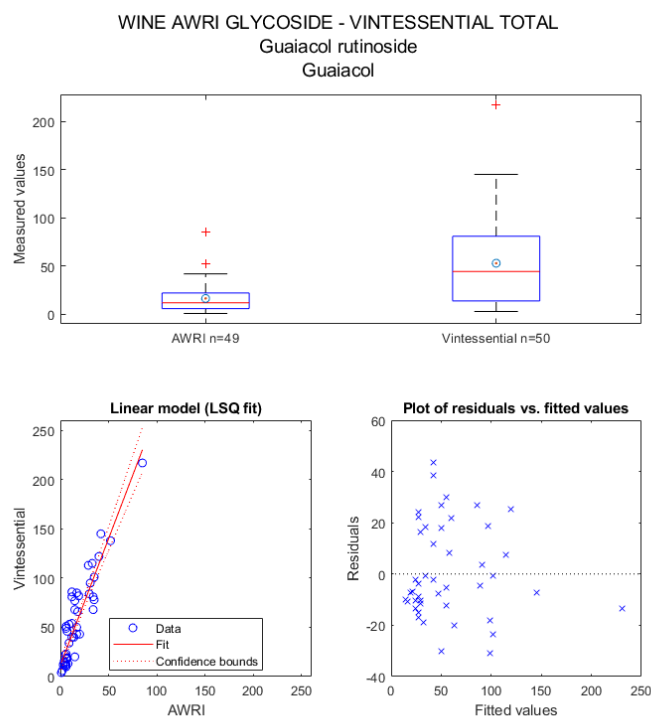 WINE AWRI GLYCOSIDE - VINTESSENTIAL TOTAL
Guaiacol rutinoside
Guaiacol
200
150
100
50
0
Measured values
AWRI n=49
Vintessential n=50
Linear model (LSQ fit)
250
200
150
100
50
0
Vintessential
Data
Fit
Confidence bounds
0
50
100
150
200
250
AWRI
Plot of residuals vs. fitted values
60
40
20
0
-20
-40
Residuals
0
50
100
150
200
250
Fitted values